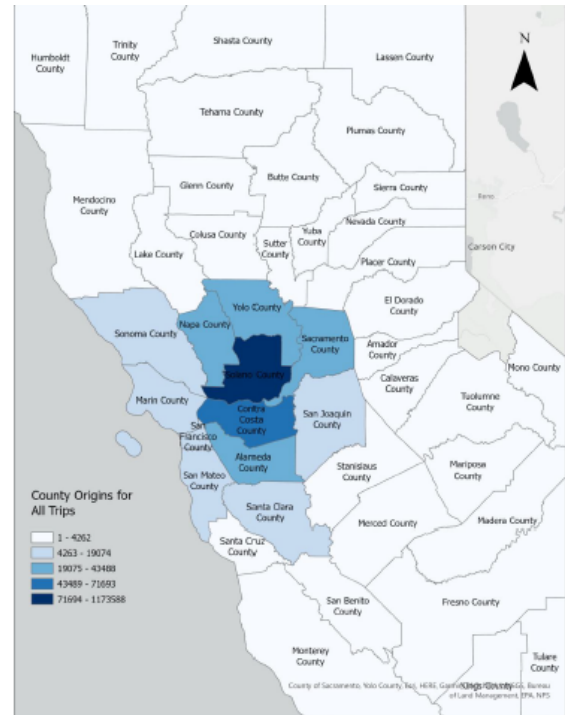 Humboldt
County
Trinity
County
Shasta County
Lassen County
N
Tehama County
Plumas County
Mendocino
County
Glenn County
Butte County
Sierra County
Reno
Colusa County
Yuba
County
Nevada County
Carson City
Lake County
Sutter
County
Placer County
Yolo County
El Dorado
County
Sonoma County
Napa County
Sacramento
County
Amador
County
Mono County
Solano County
Calaveras
County
Tuolumne
County
Marin County
Contra
Costa
County
San Joaquin
County
San
Francisco
County
Alameda
County
Stanislaus
County
Mariposa
County
San Mateo
County
Santa Clara
County
Merced County
Madera County
Santa Cruz
County
County Origins for
All Trips
1 - 4262
4263 - 19074
19075 - 43488
43489 - 71693
71694 - 1173588
San Benito
County
Fresno County
Monterey
County
Tulare
County
Kings County
County of Sacramento, Yolo County, Esri, HERE, Bureau
of Land Management, EPA, NPS